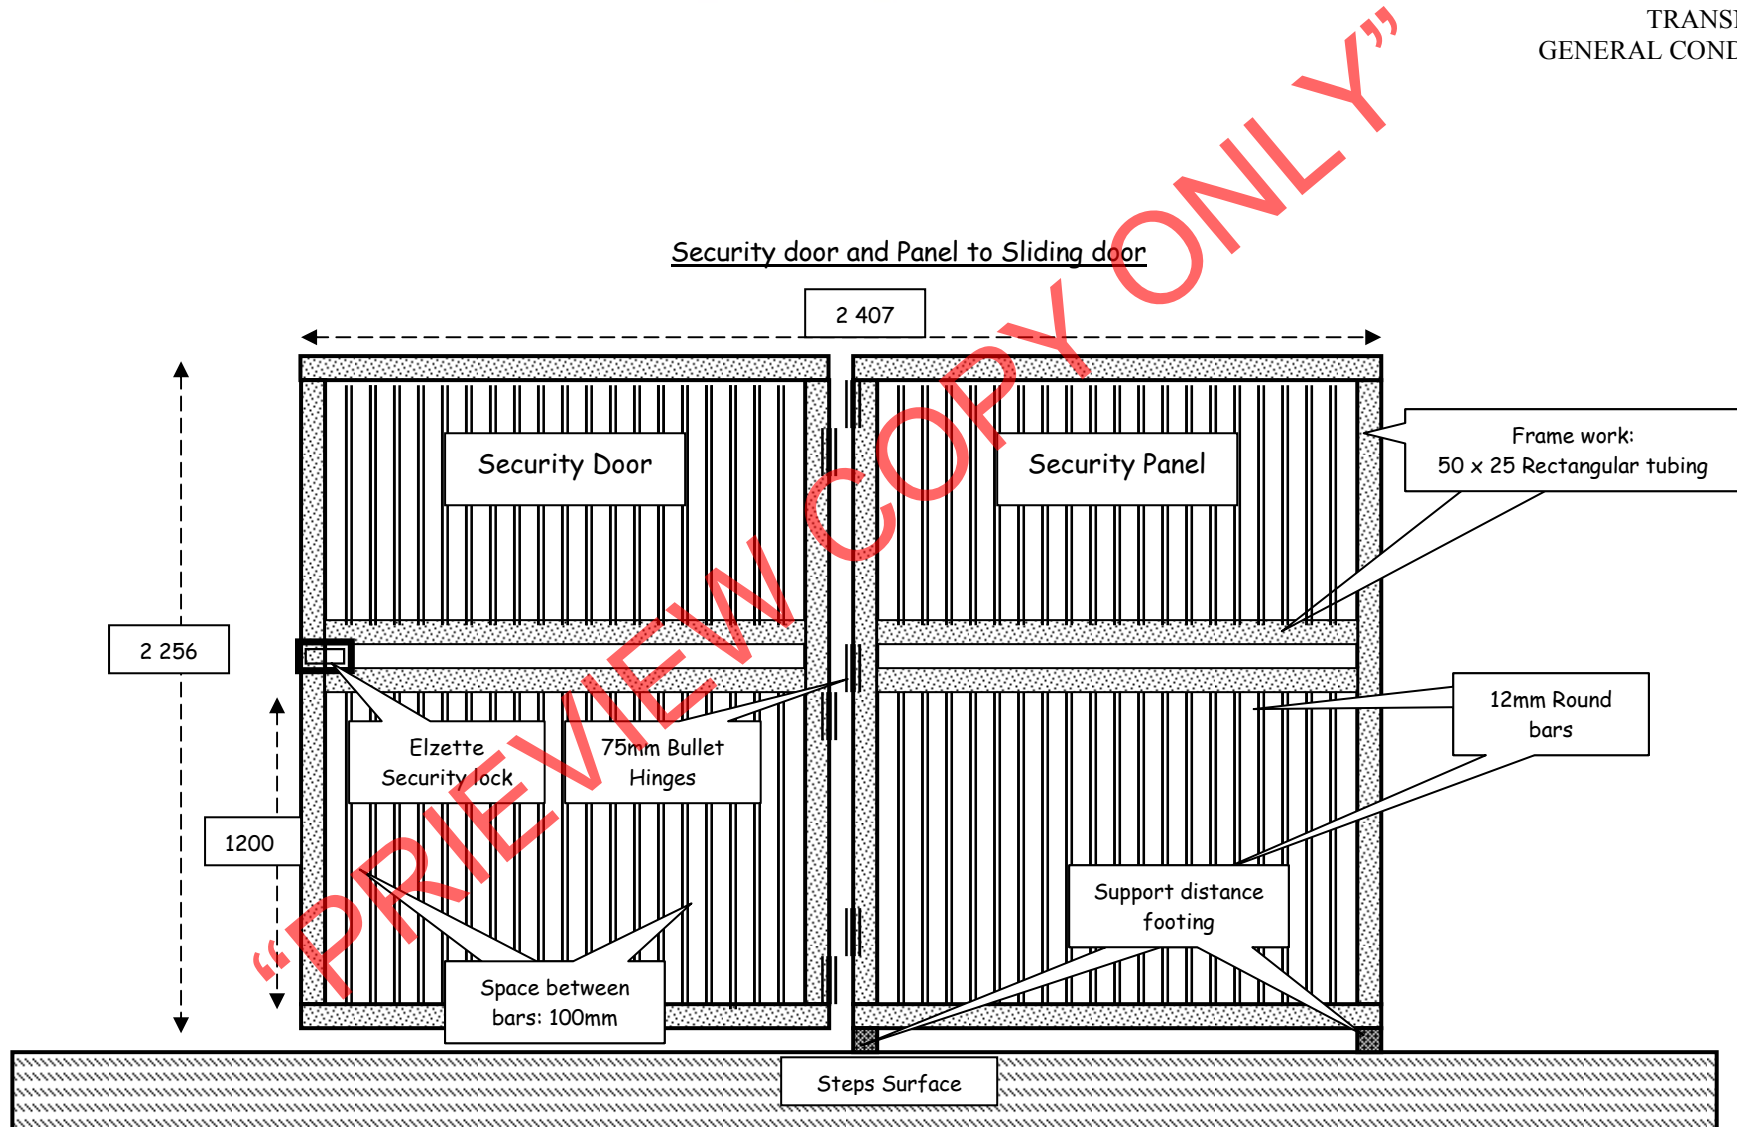 TRANS
GENERAL COND
Security door and Panel to Sliding door
2 407
Security Door
Security Panel
Frame work:
50 x 25 Rectangular tubing
2 256
12mm Round
bars
Elzette
Security lock
75mm Bullet
Hinges
1200
Support distance
footing
Space between
bars: 100mm
Steps Surface
“PRIEVIEW COPY ONLY”